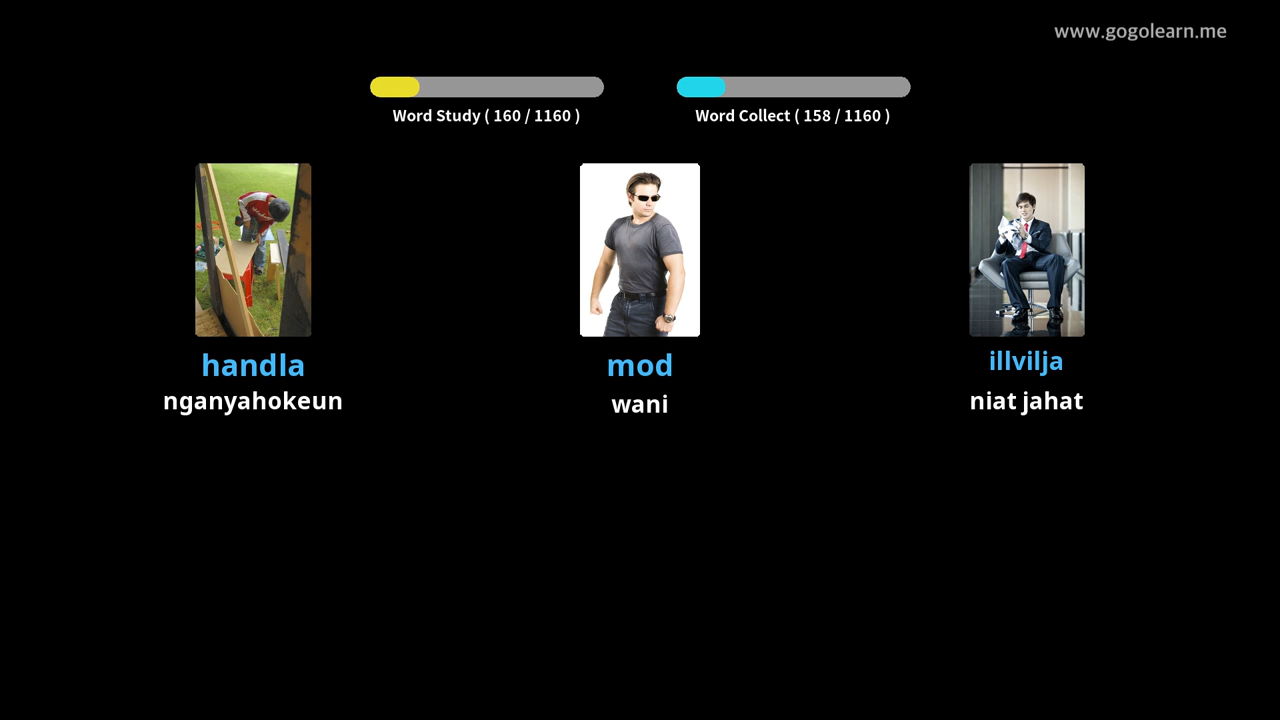 www.gogolearn.me
Word Study ( 160 / 1160 )
Word Collect ( 158 / 1160 )
handla
mod
illvilja
nganyahokeun
wani
niat jahat